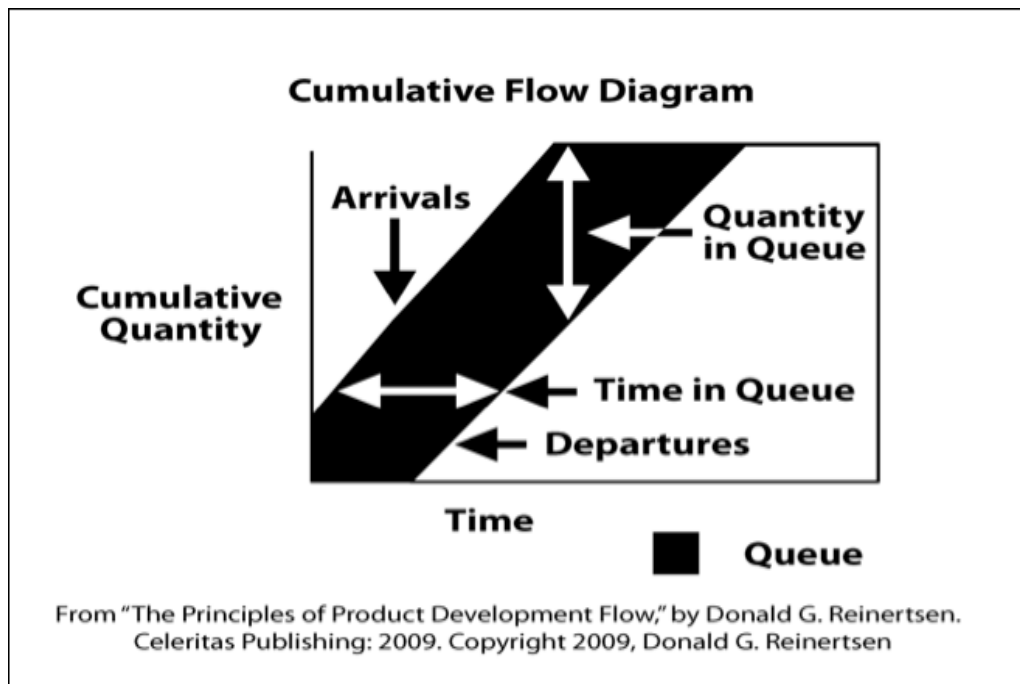 Cumulative Flow Diagram
Arrivals
Quantity
in Queue
Cumulative
Quantity
Time in Queue
Departures
Time
Queue
From “The Principles of Product Development Flow,” by Donald G. Reinertsen.
Celeritas Publishing: 2009. Copyright 2009, Donald G. Reinertsen